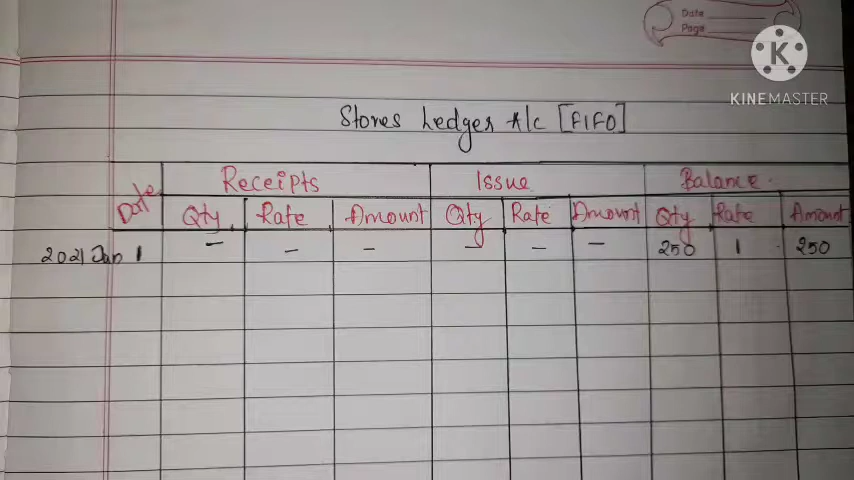 Date
Page
K
KINEMASTER
Stores Ledger A/c [FIFO]
Date Receipts Issue Balance.
Qty Rate Amount Qty Rate Amount Qty Rate Amount
2021 Jan 1 - - - - - - 250 1 250